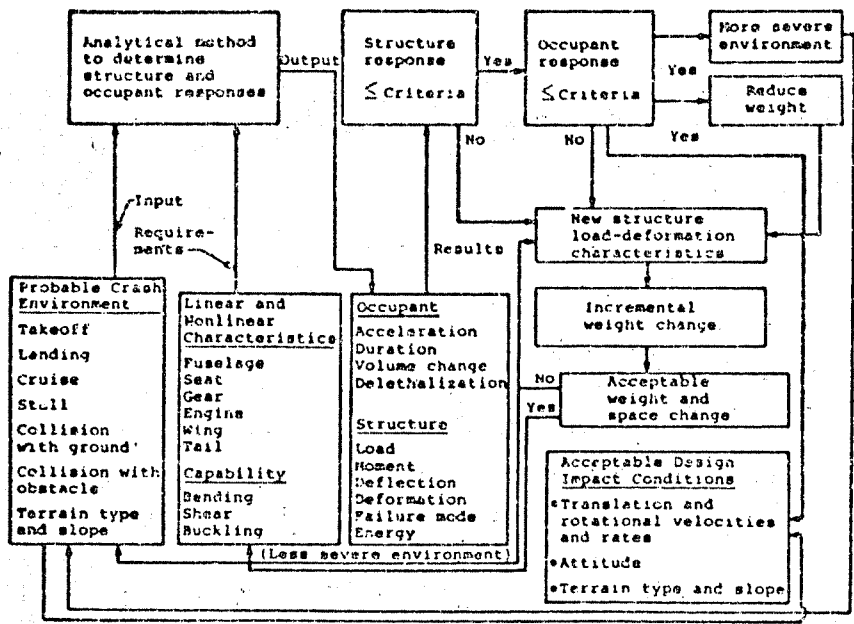 Analytical method
to determine
structure and
occupant responses
Output
Structure
response
≤ Criteria
Yes
Occupant
response
≤ Criteria
Yes
More severe
environment
Reduce
weight
Yes
No
No
Input
Require-
ments
Results
New structure
load-deformation
characteristics
Incremental
weight change
No
Yes
Acceptable
weight and
space change
Probable Crash
Environment
Takeoff
Landing
Cruise
Stall
Collision
with ground
Collision with
obstacle
Terrain type
and slope
Linear and
Nonlinear
Characteristics
Fuselage
Seat
Gear
Engine
Wing
Tail
Capability
Bending
Shear
Buckling
Occupant
Acceleration
Duration
Volume change
Delethalization
Structure
Load
Moment
Deflection
Deformation
Failure mode
Energy
(Less severe environment)
Acceptable Design
Impact Conditions
•Translation and
rotational velocities
and rates
•Attitude
•Terrain type and slope